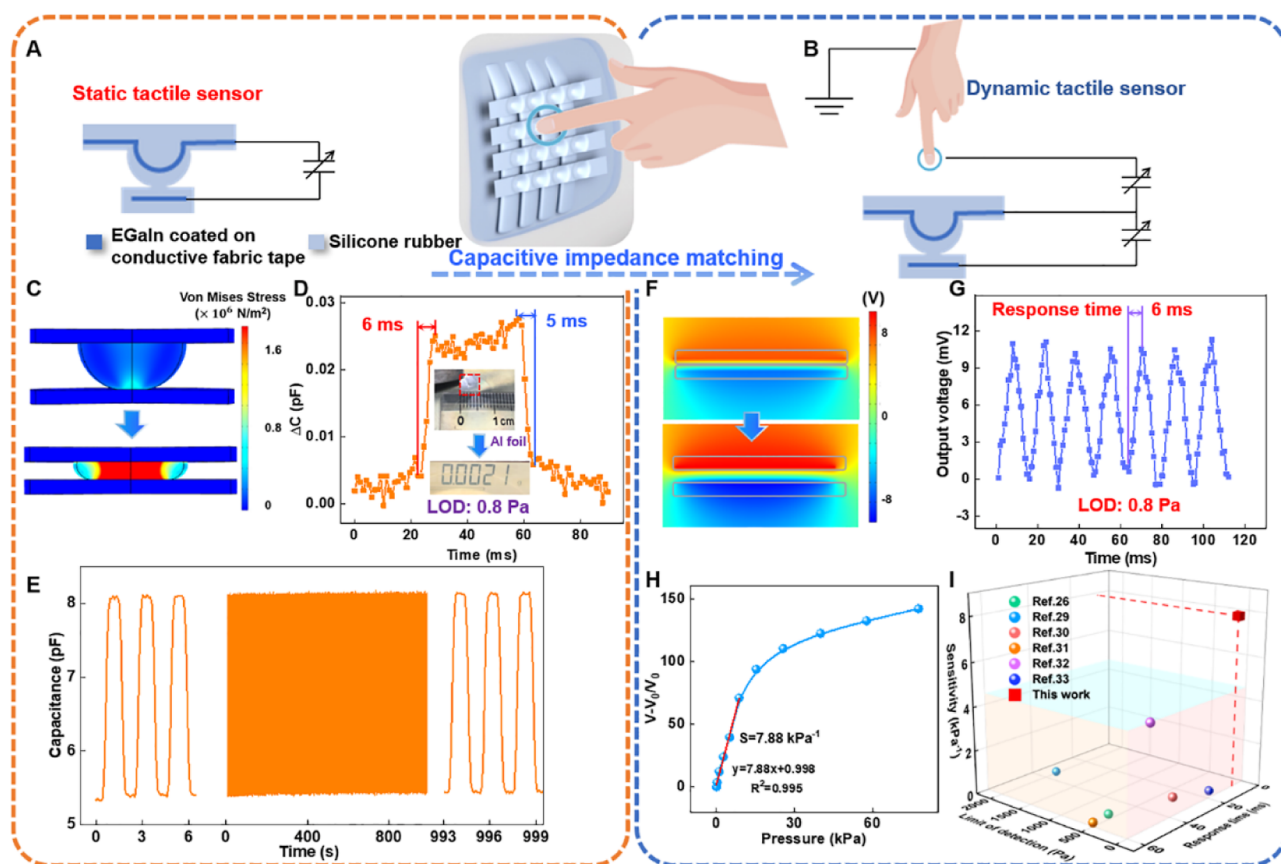 A
Static tactile sensor
EGaIn coated on
conductive fabric tape
Silicone rubber
Capacitive impedance matching
B
Dynamic tactile sensor
C
Von Mises Stress
(× 10⁶ N/m²)
1.6
0.8
0
D
0.03
0.02
0.01
0.00
ΔC (pF)
6 ms
5 ms
0
1 cm
Al foil
0.0021
LOD: 0.8 Pa
0
20
40
60
80
Time (ms)
E
8
7
6
5
Capacitance (pF)
0
3
6
0
400
800
993
996
999
Time (s)
F
(V)
8
0
-8
G
Response time
6 ms
12
9
6
3
0
-3
Output voltage (mV)
LOD: 0.8 Pa
0
20
40
60
80
100
120
Time (ms)
H
150
100
50
0
V-V₀/V₀
S=7.88 kPa⁻¹
y=7.88x+0.998
R²=0.995
0
20
40
60
Pressure (kPa)
I
Ref.26
Ref.29
Ref.30
Ref.31
Ref.32
Ref.33
This work
8
6
4
2
0
Sensitivity (kPa⁻¹)
2000
1500
1000
500
0
Limit of detection (Pa)
60
40
20
0
Response time (ms)